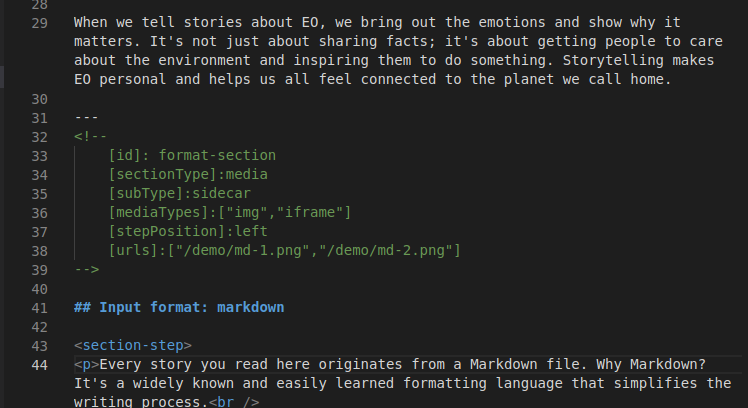 28
29 When we tell stories about EO, we bring out the emotions and show why it
matters. It's not just about sharing facts; it's about getting people to care
about the environment and inspiring them to do something. Storytelling makes
EO personal and helps us all feel connected to the planet we call home.
30
31 ---
32 <!--
33 [id]: format-section
34 [sectionType]:media
35 [subType]:sidecar
36 [mediaTypes]:["img","iframe"]
37 [stepPosition]:left
38 [urls]:["/demo/md-1.png","/demo/md-2.png"]
39 -->
40
41 ## Input format: markdown
42
43 <section-step>
44 <p>Every story you read here originates from a Markdown file. Why Markdown?
It's a widely known and easily learned formatting language that simplifies the
writing process.<br />